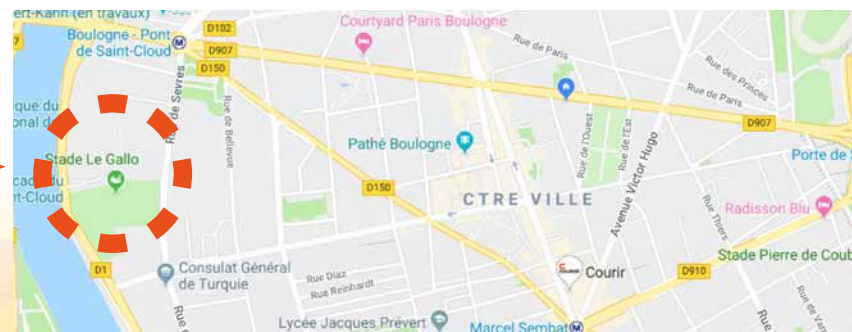 ert-Kahn (en travaux)
Boulogne - Pont
de Saint-Cloud
D102
D907
D150
Courtyard Paris Boulogne
Rue de Paris
Rue des Princes
Rue de Paris
D907
que du
Rue de Sèvres
Rue de Bellevue
Stade Le Gallo
nt-Cloud
Pathé Boulogne
D150
CTRE VILLE
Rue de l'Ouest
Rue de l'Est
Avenue Victor Hugo
Porte de S
Radisson Blu
Rue Thiers
Stade Pierre de Coub
D1
Consulat Général
de Turquie
Rue Diaz
Rue Reinhardt
COURIR
Courir
D910
Lycée Jacques Prévert
Marcel Sembat